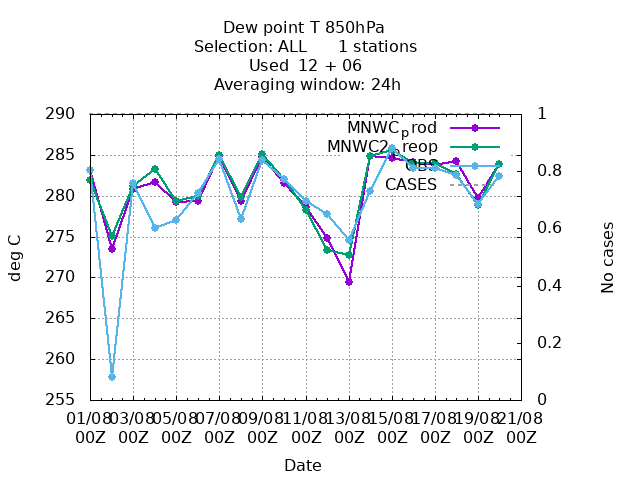 Dew point T 850hPa
Selection: ALL 1 stations
Used 12 + 06
Averaging window: 24h
290
285
280
275
270
265
260
255
deg C
1
0.8
0.6
0.4
0.2
0
No cases
MNWCprod
MNWC2preop
OBS
CASES
01/08 03/08 05/08 07/08 09/08 11/08 13/08 15/08 17/08 19/08 21/08
00Z 00Z 00Z 00Z 00Z 00Z 00Z 00Z 00Z 00Z 00Z
Date